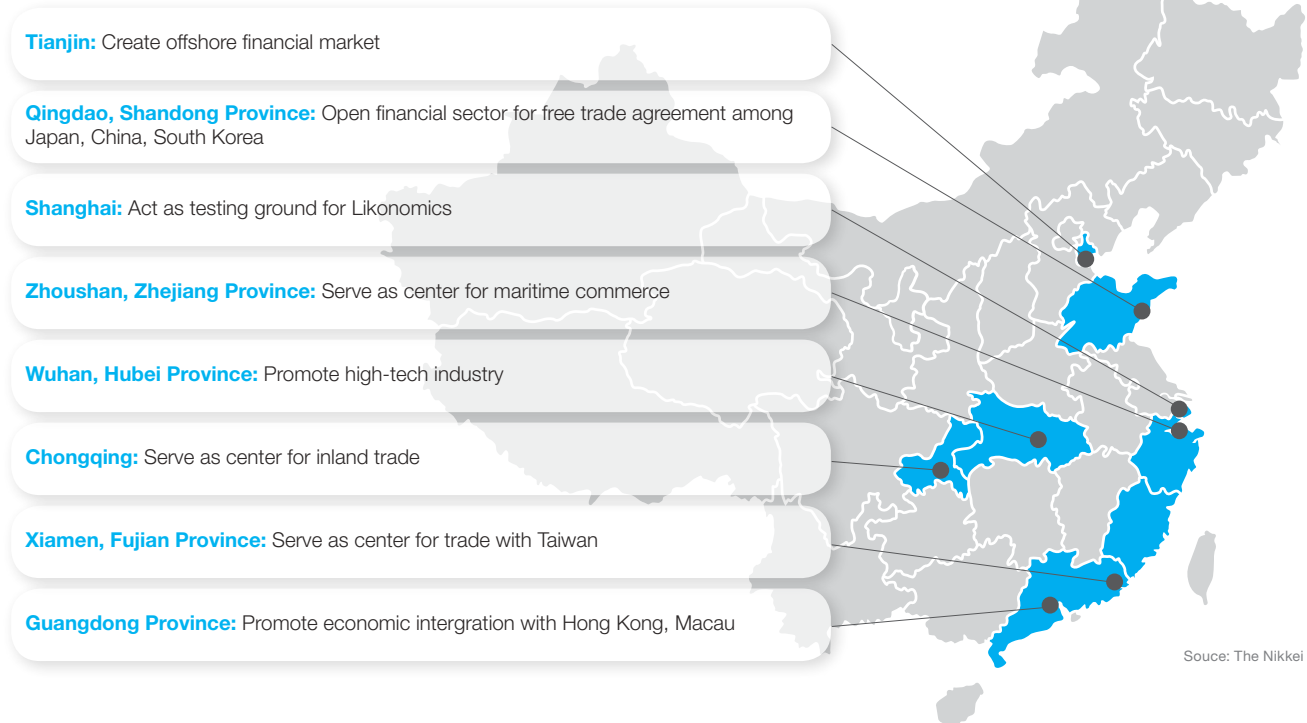 Tianjin: Create offshore financial market
Qingdao, Shandong Province: Open financial sector for free trade agreement among
Japan, China, South Korea
Shanghai: Act as testing ground for Likonomics
Zhoushan, Zhejiang Province: Serve as center for maritime commerce
Wuhan, Hubei Province: Promote high-tech industry
Chongqing: Serve as center for inland trade
Xiamen, Fujian Province: Serve as center for trade with Taiwan
Guangdong Province: Promote economic intergration with Hong Kong, Macau
Souce: The Nikkei